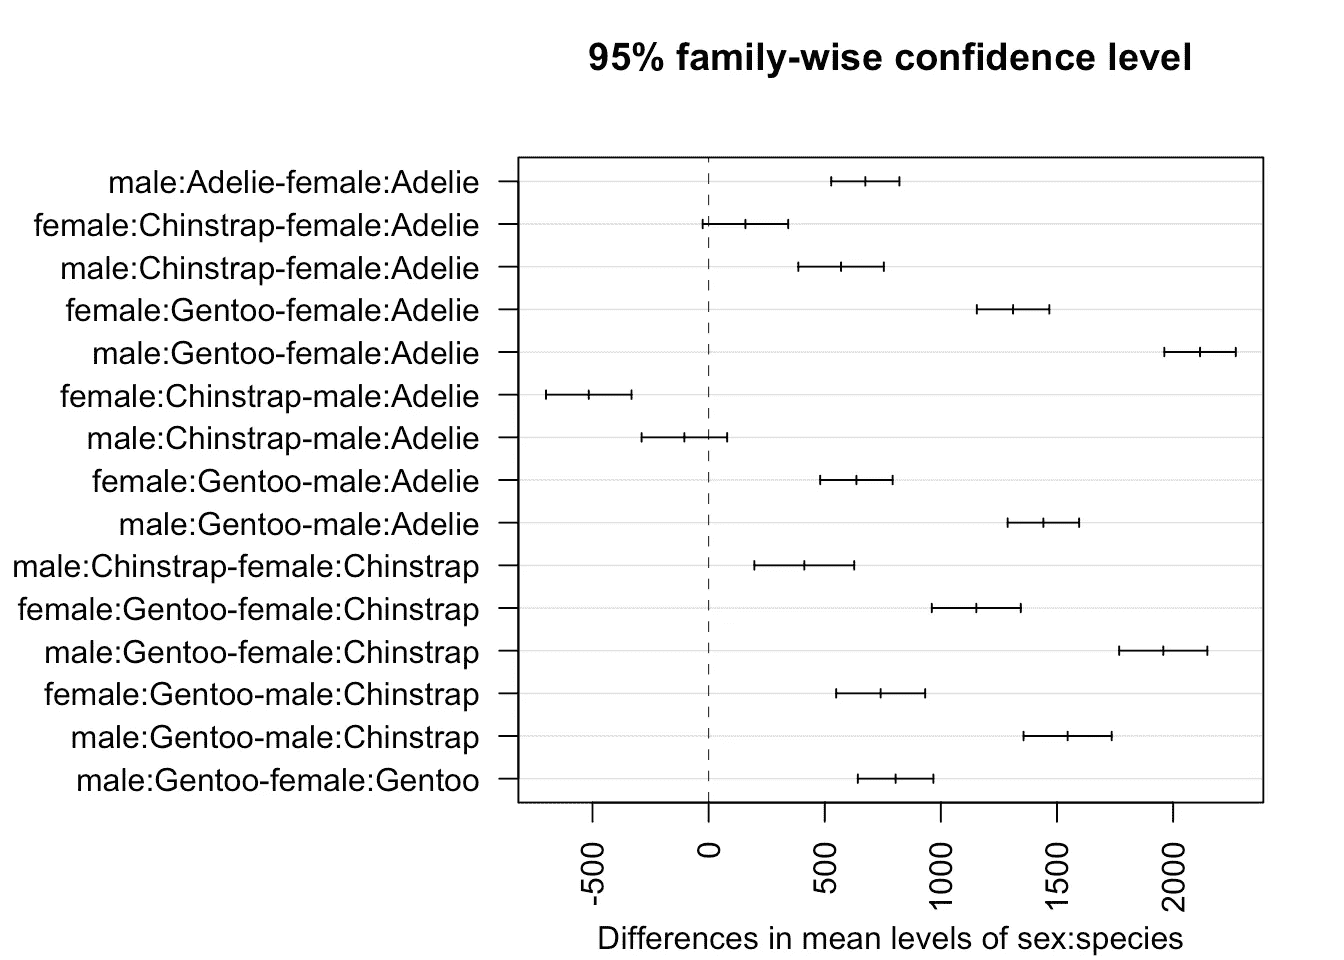 95% family-wise confidence level
male:Adelie-female:Adelie
female:Chinstrap-female:Adelie
male:Chinstrap-female:Adelie
female:Gentoo-female:Adelie
male:Gentoo-female:Adelie
female:Chinstrap-male:Adelie
male:Chinstrap-male:Adelie
female:Gentoo-male:Adelie
male:Gentoo-male:Adelie
male:Chinstrap-female:Chinstrap
female:Gentoo-female:Chinstrap
male:Gentoo-female:Chinstrap
female:Gentoo-male:Chinstrap
male:Gentoo-male:Chinstrap
male:Gentoo-female:Gentoo
-500 0 500 1000 1500 2000
Differences in mean levels of sex:species